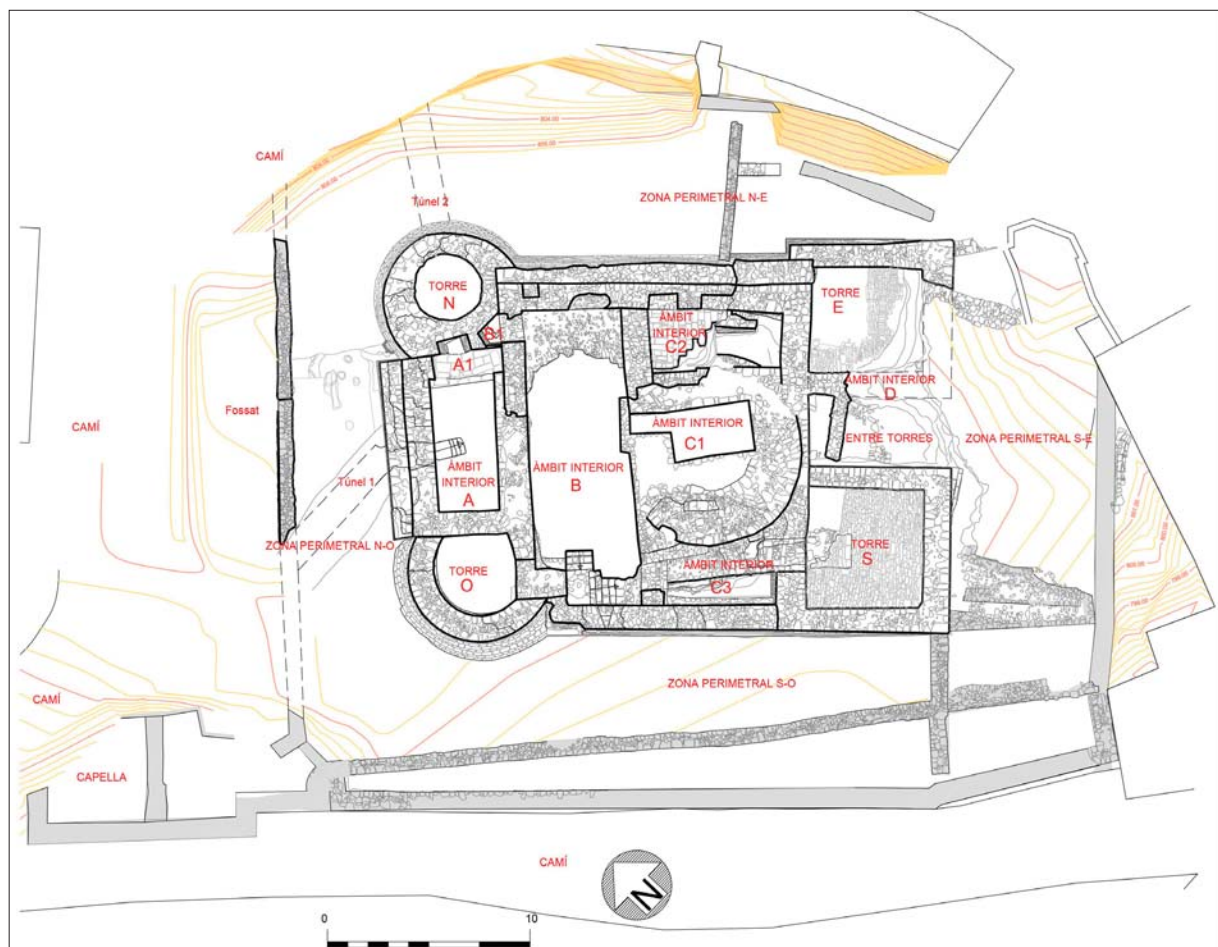 CAMÍ
Túnel 2
ZONA PERIMETRAL N-E
TORRE
N
TORRE
E
ÀMBIT
INTERIOR
C2
B1
A1
ÀMBIT INTERIOR
D
CAMÍ
Fossat
ÀMBIT INTERIOR
C1
ENTRE TORRES
ZONA PERIMETRAL S-E
ÀMBIT
INTERIOR
A
ÀMBIT INTERIOR
B
Túnel 1
ZONA PERIMETRAL N-O
TORRE
S
TORRE
O
ÀMBIT INTERIOR
C3
ZONA PERIMETRAL S-O
CAMÍ
CAPELLA
CAMÍ
N
0
10